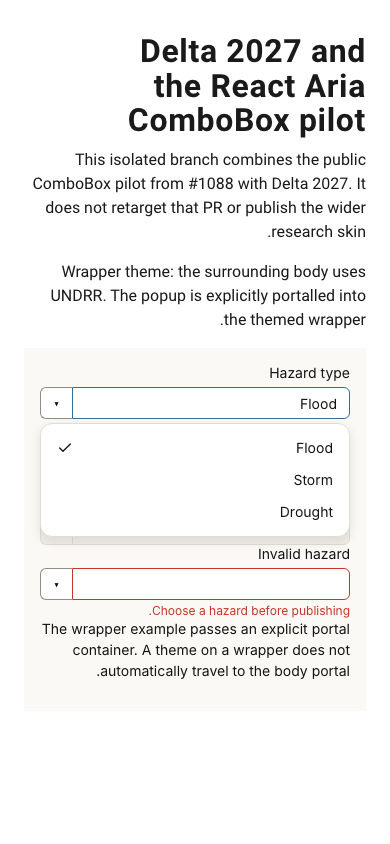 Delta 2027 and
the React Aria
ComboBox pilot
This isolated branch combines the public
ComboBox pilot from #1088 with Delta 2027. It
does not retarget that PR or publish the wider
.research skin
Wrapper theme: the surrounding body uses
UNDRR. The popup is explicitly portalled into
.the themed wrapper
Hazard type
Flood
Flood
Storm
Drought
Invalid hazard
.Choose a hazard before publishing
The wrapper example passes an explicit portal
container. A theme on a wrapper does not
.automatically travel to the body portal